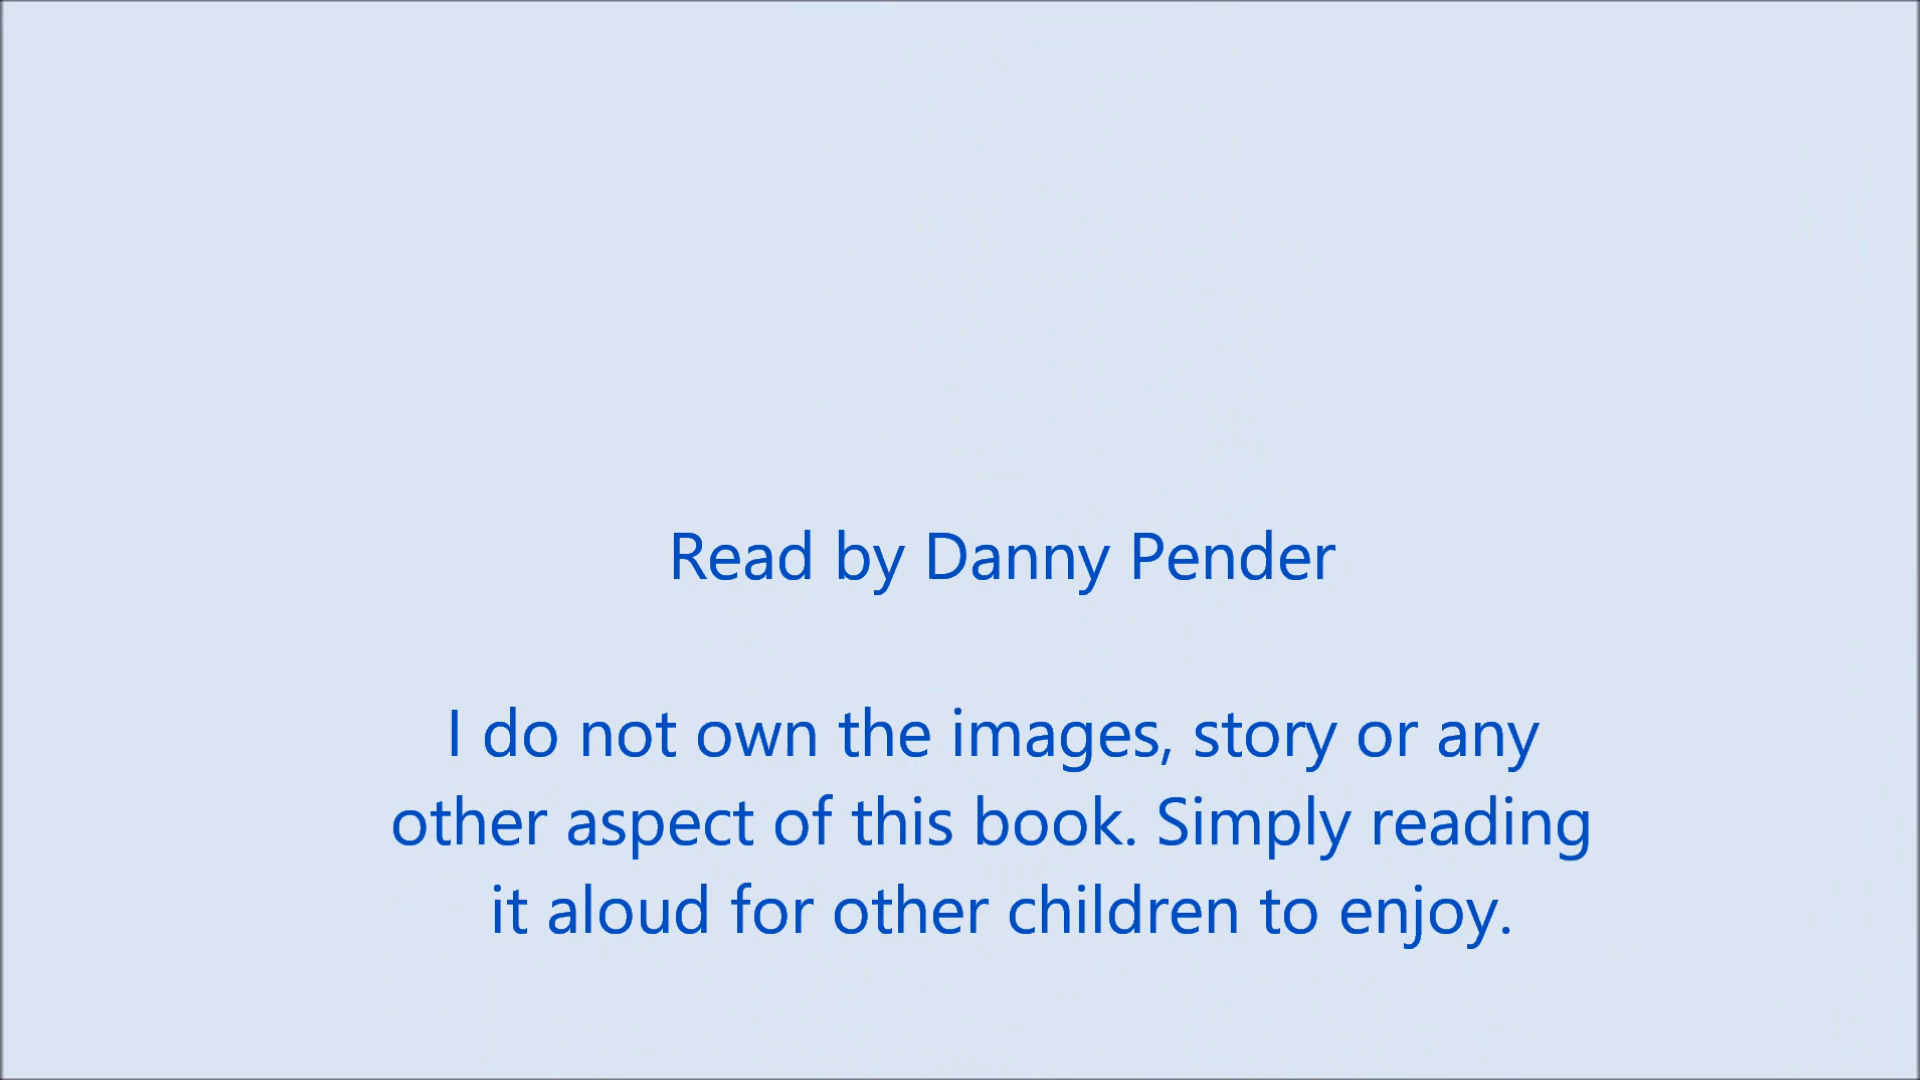 Read by Danny Pender
I do not own the images, story or any
other aspect of this book. Simply reading
it aloud for other children to enjoy.